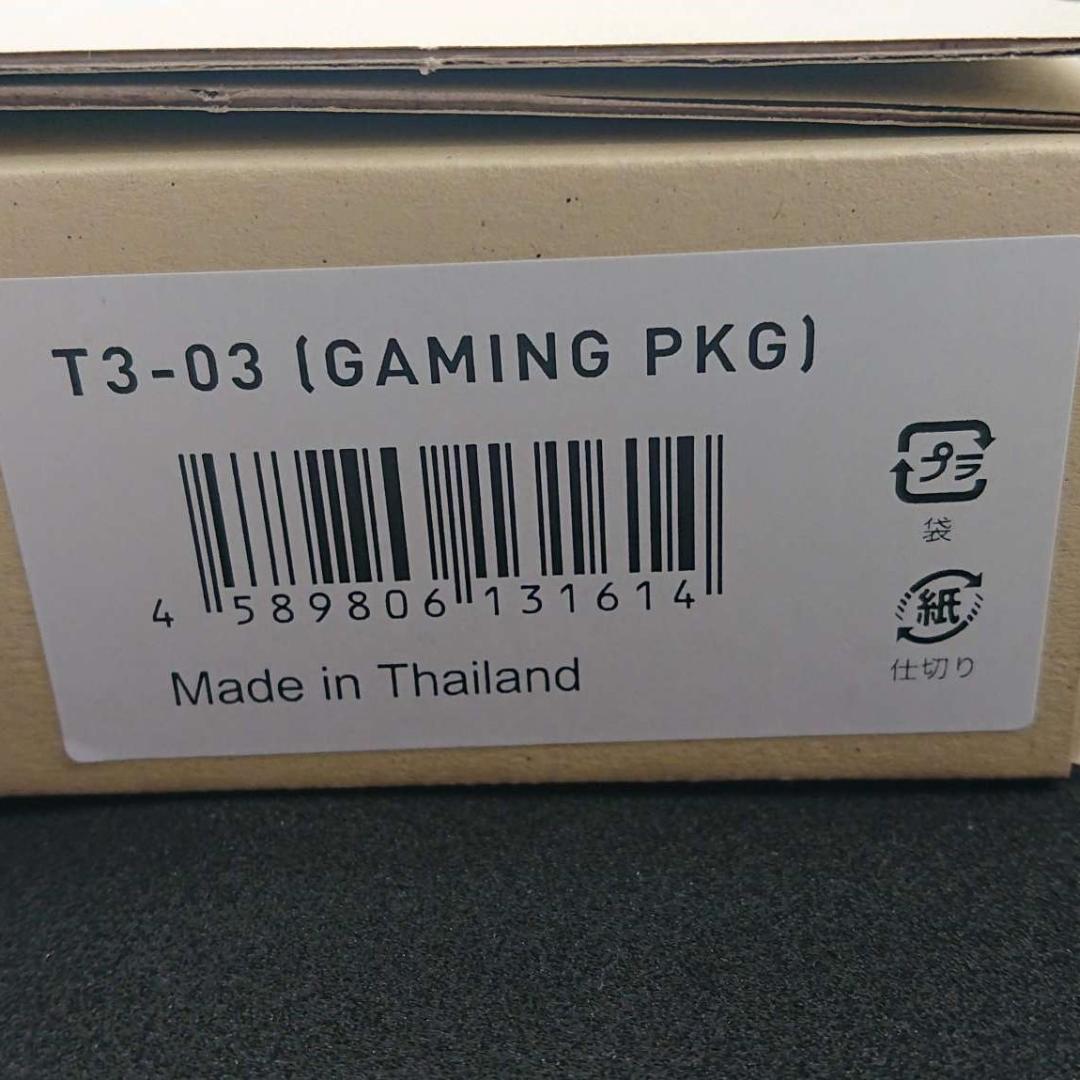 T3-03 (GAMING PKG)
プラ
袋
4 589806 131614
紙
仕切り
Made in Thailand